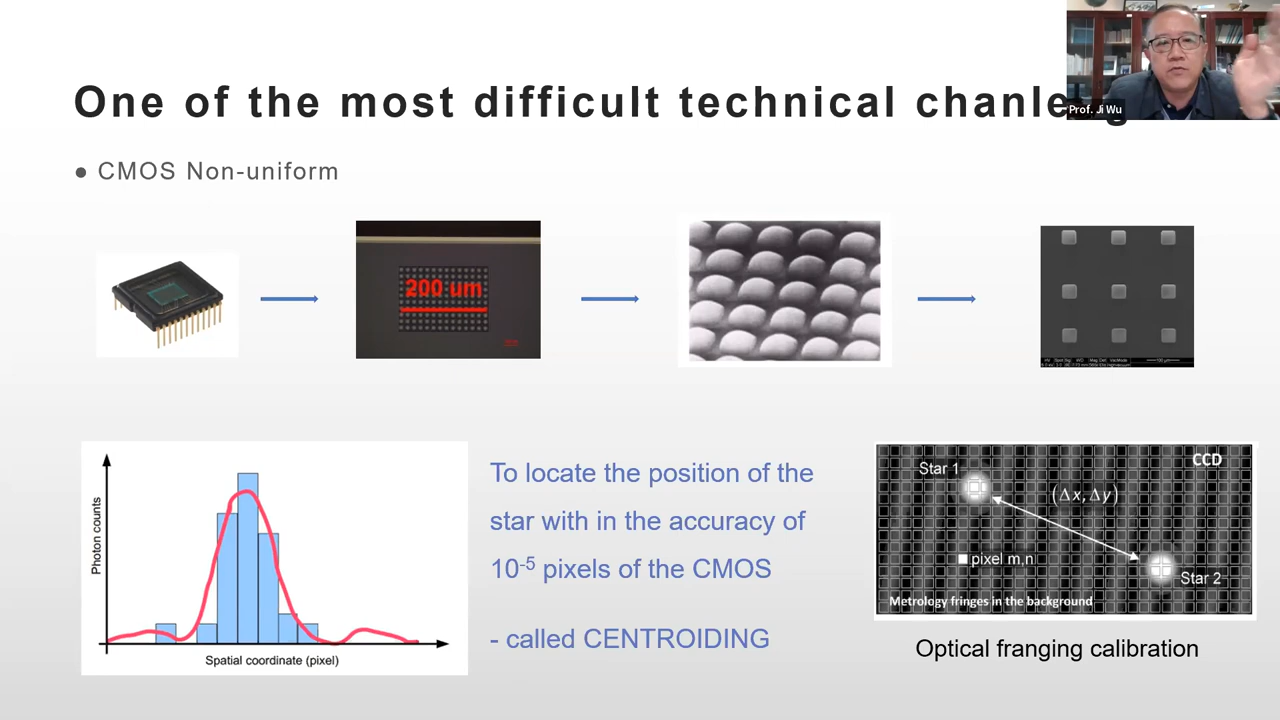 One of the most difficult technical chanle
Prof. Ji Wu
● CMOS Non-uniform
200 um
Photon counts
Spatial coordinate (pixel)
To locate the position of the
star with in the accuracy of
10-5 pixels of the CMOS
- called CENTROIDING
CCD
Star 1
(Δx, Δy)
pixel m,n
Star 2
Metrology fringes in the background
Optical franging calibration